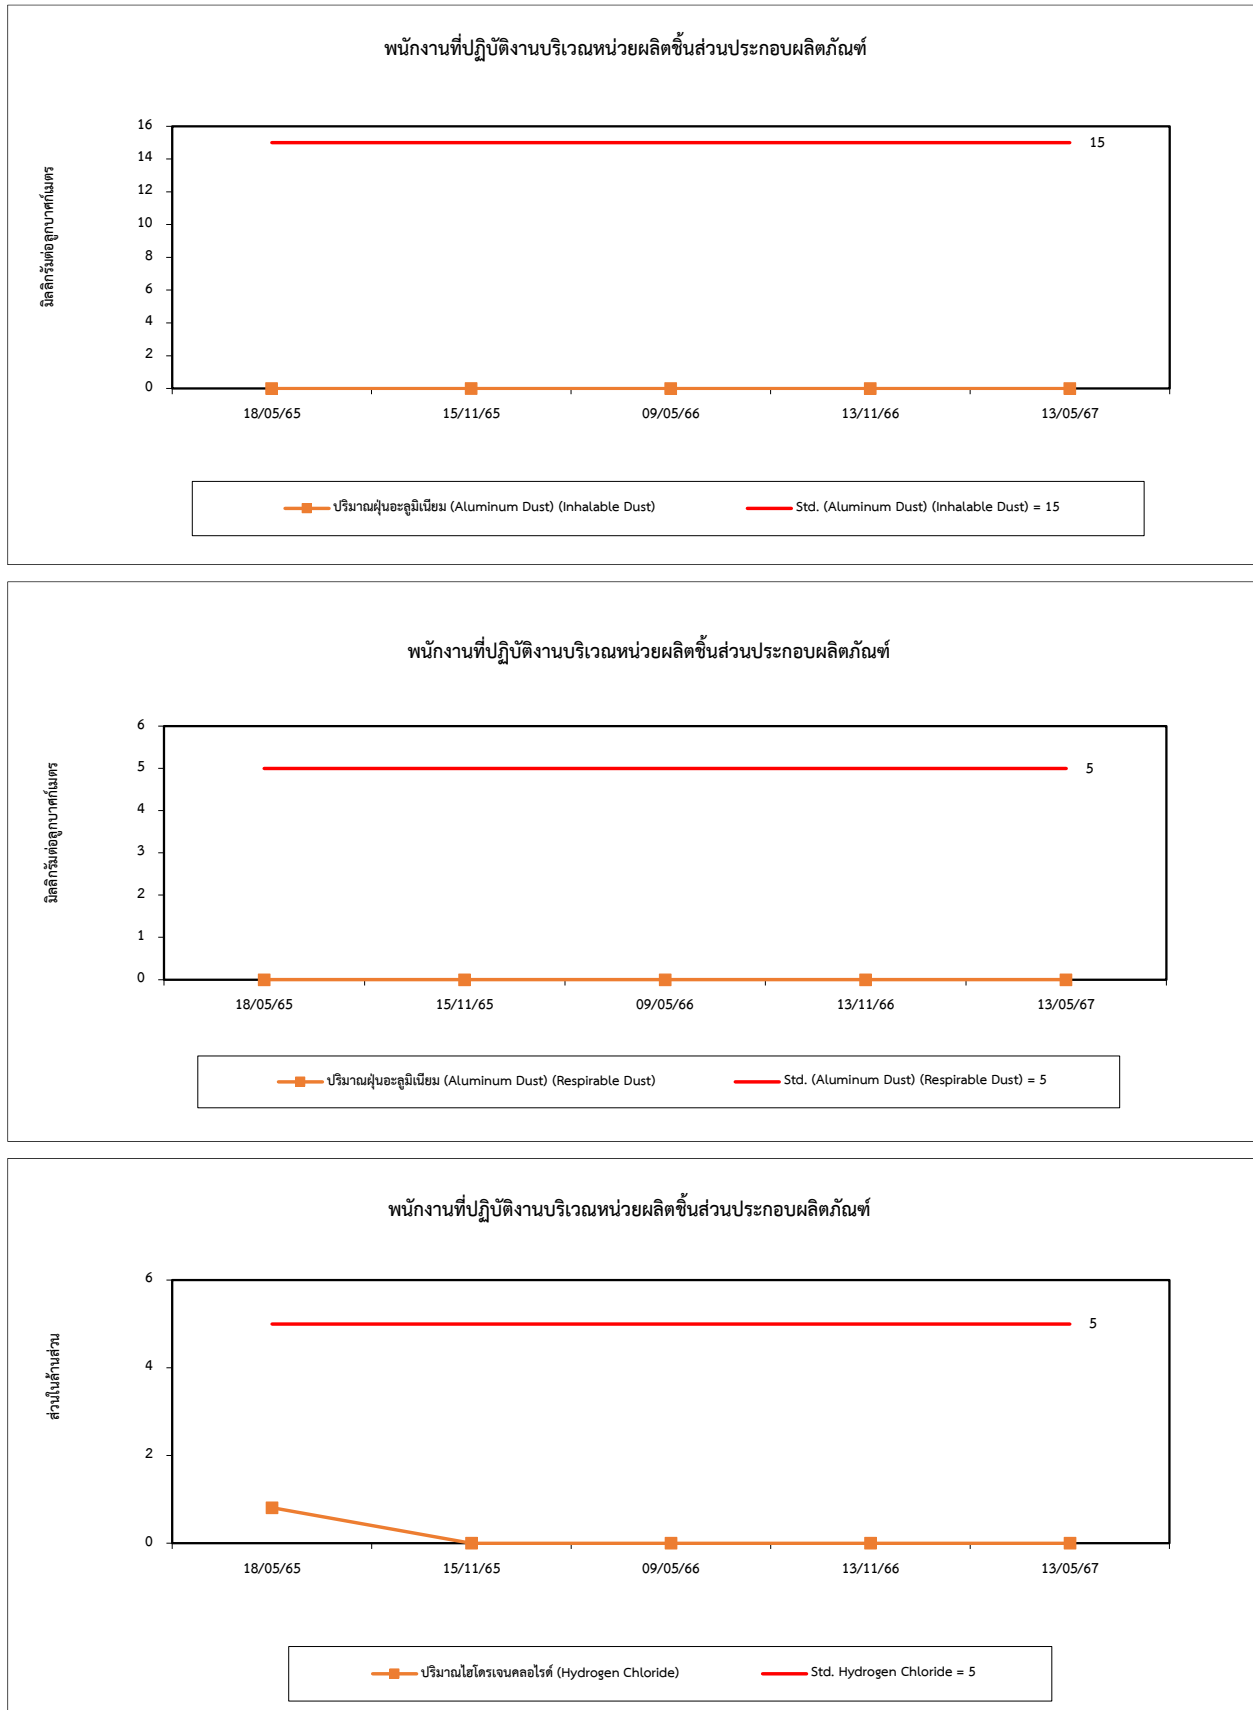 พนักงานที่ปฏิบัติงานบริเวณหน่วยผลิตชิ้นส่วนประกอบผลิตภัณฑ์
มิลลิกรัมต่อลูกบาศก์เมตร
16
14
12
10
8
6
4
2
0
15
18/05/65 15/11/65 09/05/66 13/11/66 13/05/67
ปริมาณฝุ่นอะลูมิเนียม (Aluminum Dust) (Inhalable Dust) Std. (Aluminum Dust) (Inhalable Dust) = 15
พนักงานที่ปฏิบัติงานบริเวณหน่วยผลิตชิ้นส่วนประกอบผลิตภัณฑ์
มิลลิกรัมต่อลูกบาศก์เมตร
6
5
4
3
2
1
0
5
18/05/65 15/11/65 09/05/66 13/11/66 13/05/67
ปริมาณฝุ่นอะลูมิเนียม (Aluminum Dust) (Respirable Dust) Std. (Aluminum Dust) (Respirable Dust) = 5
พนักงานที่ปฏิบัติงานบริเวณหน่วยผลิตชิ้นส่วนประกอบผลิตภัณฑ์
ส่วนในล้านส่วน
6
4
2
0
5
18/05/65 15/11/65 09/05/66 13/11/66 13/05/67
ปริมาณไฮโดรเจนคลอไรด์ (Hydrogen Chloride) Std. Hydrogen Chloride = 5